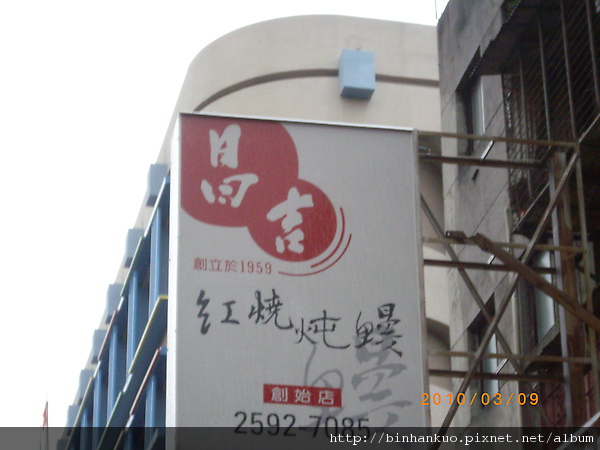 昌吉
創立於1959
紅燒炖鰻
創始店
2592-7085
2010/03/09
http://binhankuo.pixnet.net/album